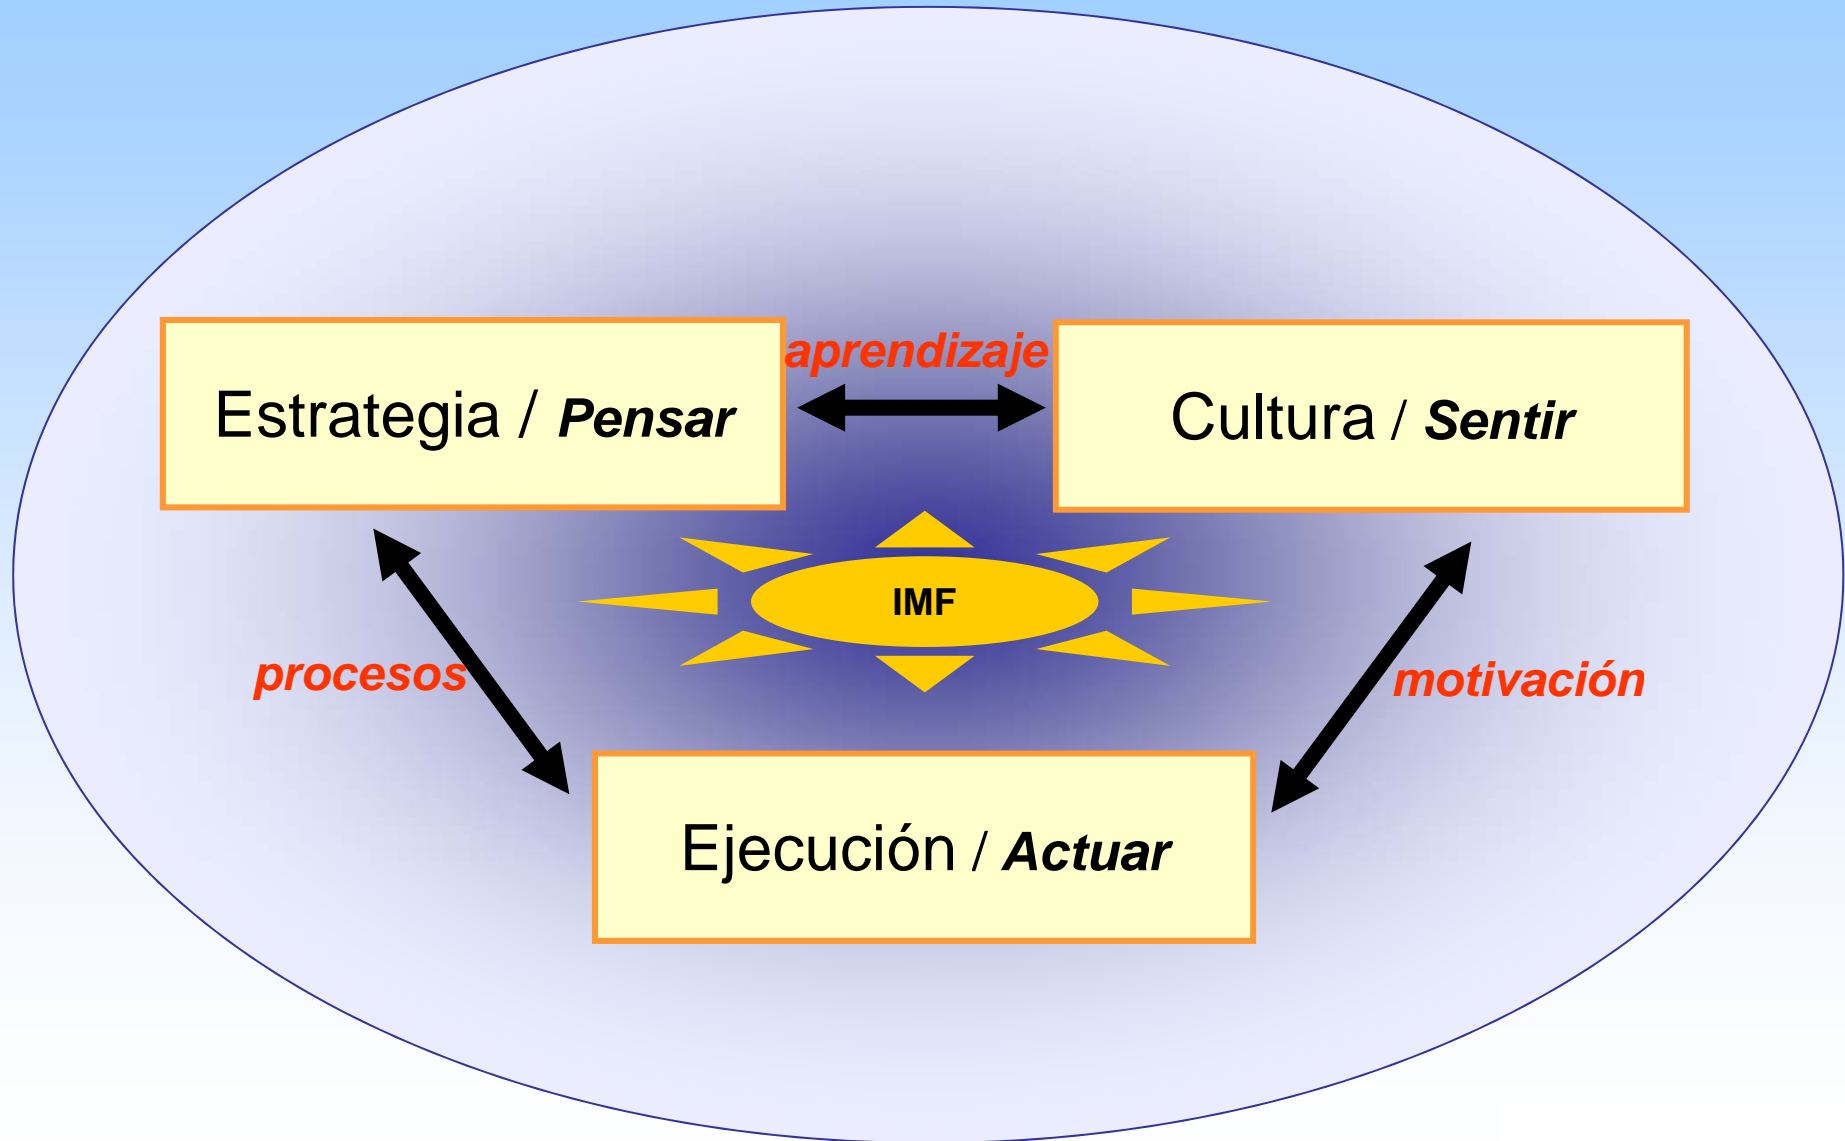 aprendizaje
Estrategia / Pensar
Cultura / Sentir
IMF
procesos
motivación
Ejecución / Actuar